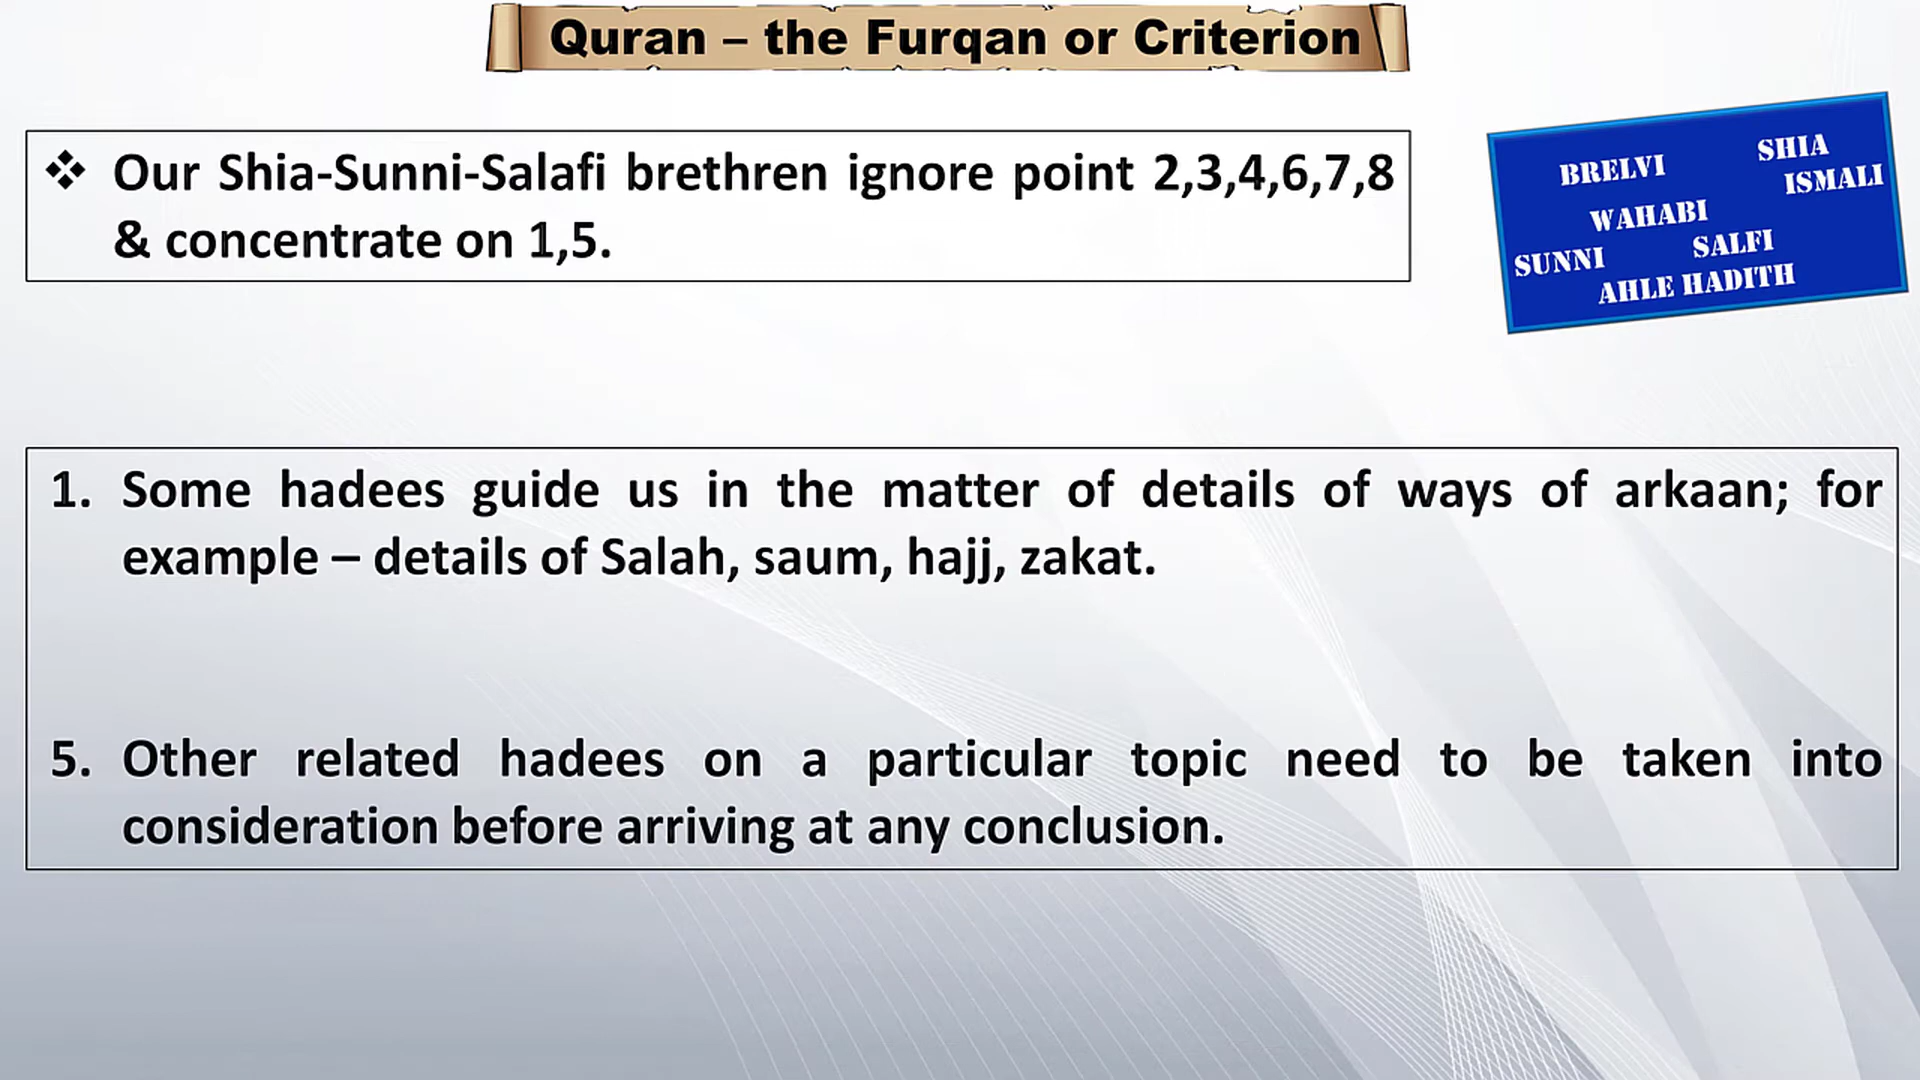 Quran – the Furqan or Criterion
❖ Our Shia-Sunni-Salafi brethren ignore point 2,3,4,6,7,8
& concentrate on 1,5.
BRELVI
SHIA
ISMALI
WAHABI
SUNNI
SALFI
AHLE HADITH
1. Some hadees guide us in the matter of details of ways of arkaan; for
example – details of Salah, saum, hajj, zakat.
5. Other related hadees on a particular topic need to be taken into
consideration before arriving at any conclusion.